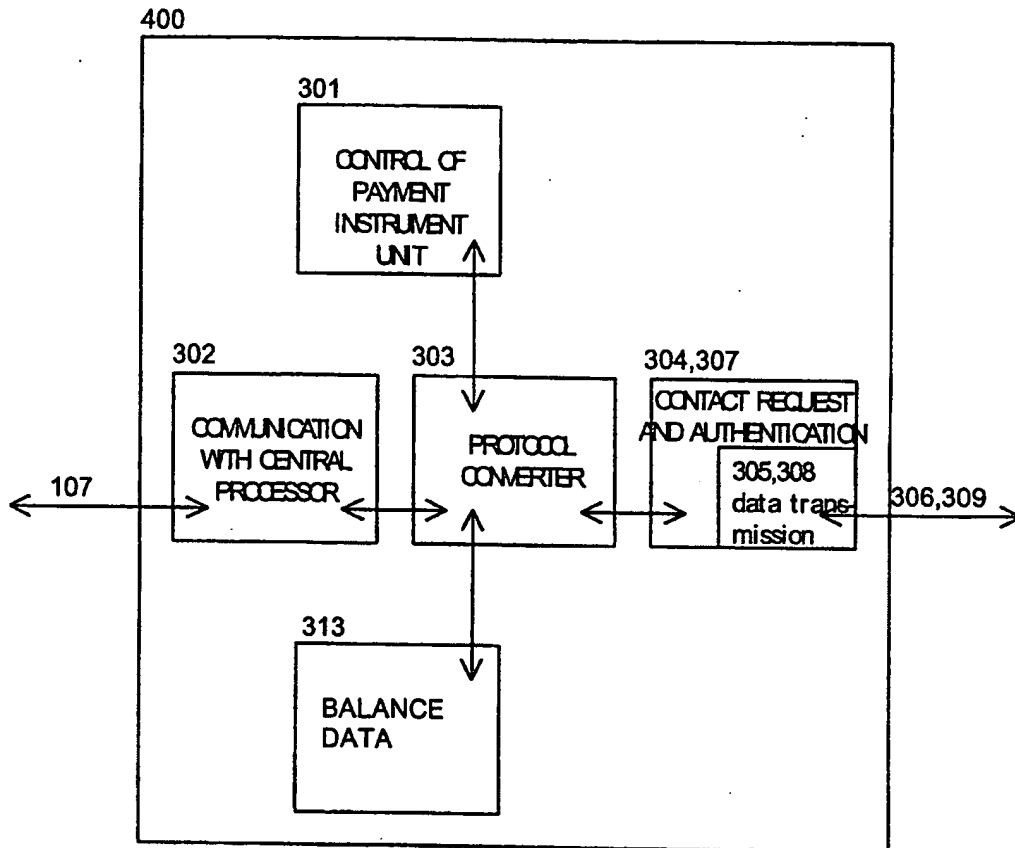 400
301
CONTROL OF
PAYMENT
INSTRUMENT
UNIT
302
303
304,307
COMMUNICATION
WITH CENTRAL
PROCESSOR
PROTOCOL
CONVERTER
CONTACT REQUEST
AND AUTHENTICATION
305,308
data trans-
mission
107
306,309
313
BALANCE
DATA